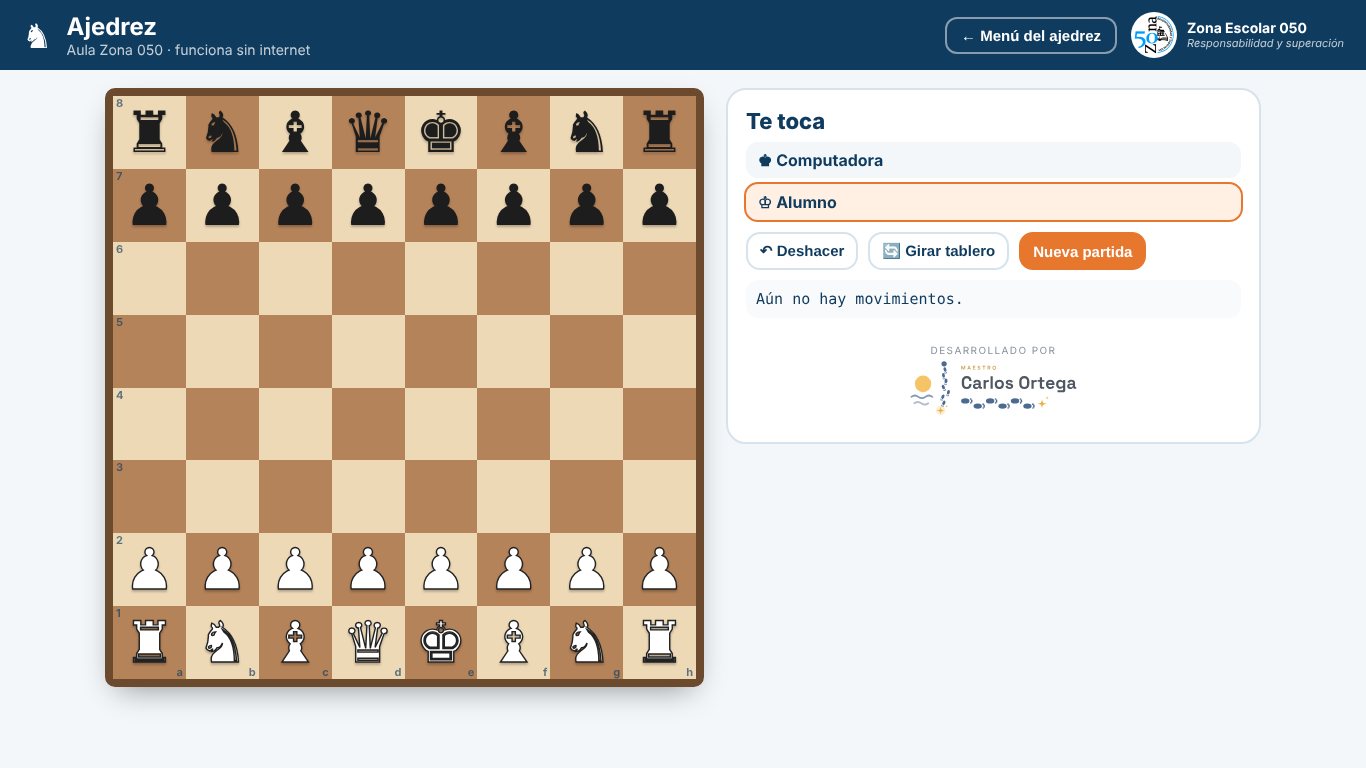 Ajedrez
Aula Zona 050 · funciona sin internet
← Menú del ajedrez
Zona 50
Zona Escolar 050
Responsabilidad y superación
8
7
6
5
4
3
2
1
a b c d e f g h
Te toca
Computadora
Alumno
↶ Deshacer
Girar tablero
Nueva partida
Aún no hay movimientos.
DESARROLLADO POR
MAESTRO
Carlos Ortega